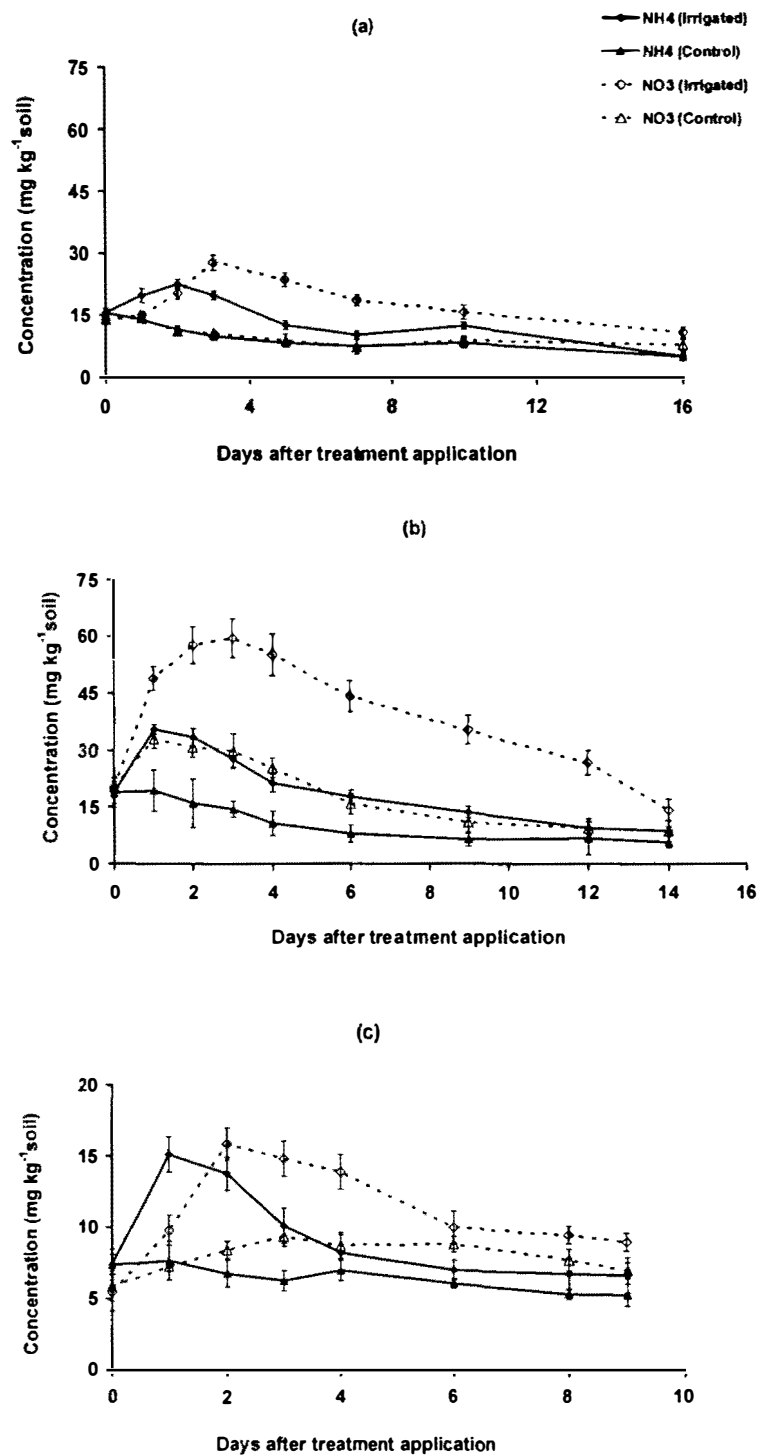 (a)
NH4 (Irrigated)
NH4 (Control)
NO3 (Irrigated)
NO3 (Control)
75
60
45
30
15
0
Concentration (mg kg-1soil)
0 4 8 12 16
Days after treatment application
(b)
75
60
45
30
15
0
Concentration (mg kg-1soil)
0 2 4 6 8 10 12 14 16
Days after treatment application
(c)
20
15
10
5
0
Concentration (mg kg-1soil)
0 2 4 6 8 10
Days after treatment application